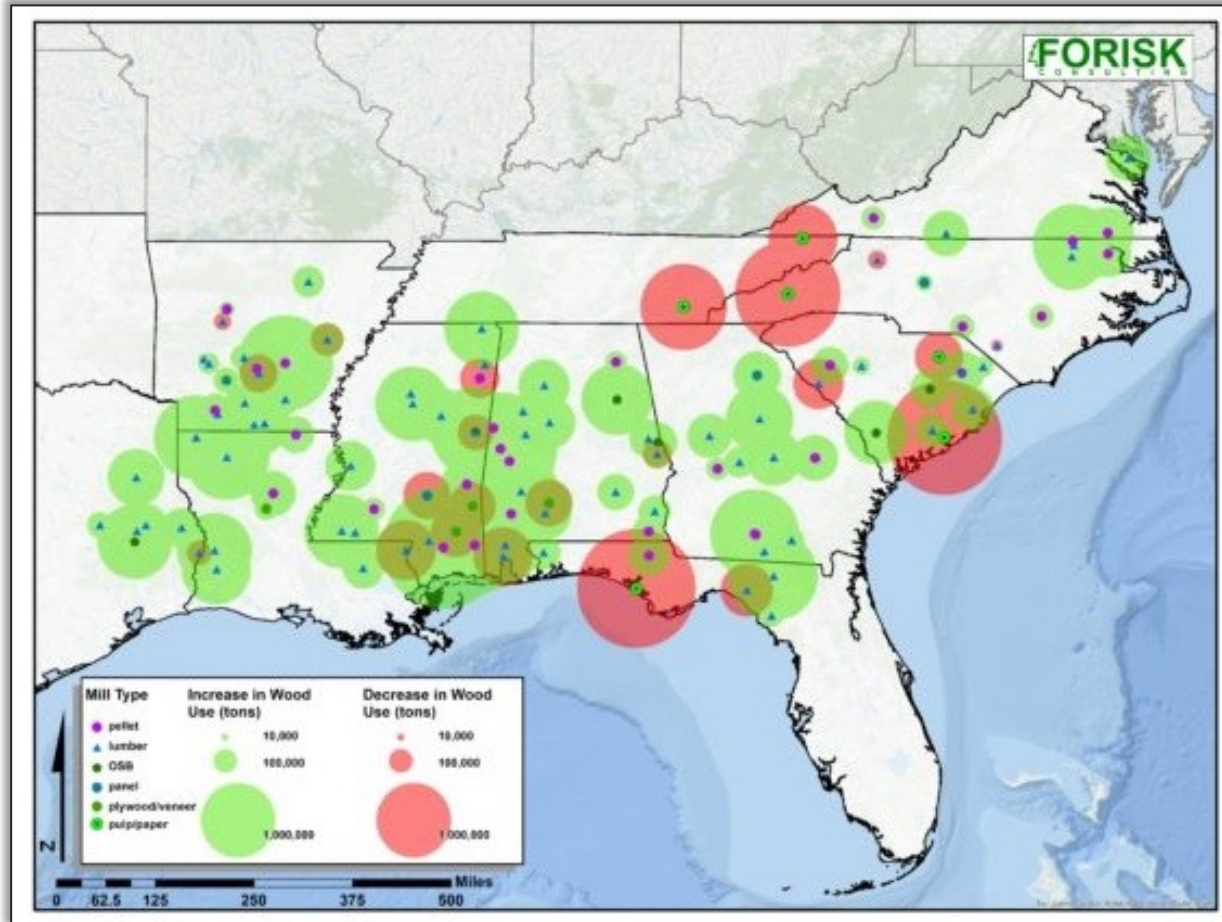 FORISK
CONSULTING
Mill Type
pellet
lumber
OSB
panel
plywood/veneer
pulp/paper
Increase in Wood
Use (tons)
10,000
100,000
1,000,000
Decrease in Wood
Use (tons)
10,000
100,000
1,000,000
N
Miles
0 62.5 125 250 375 500